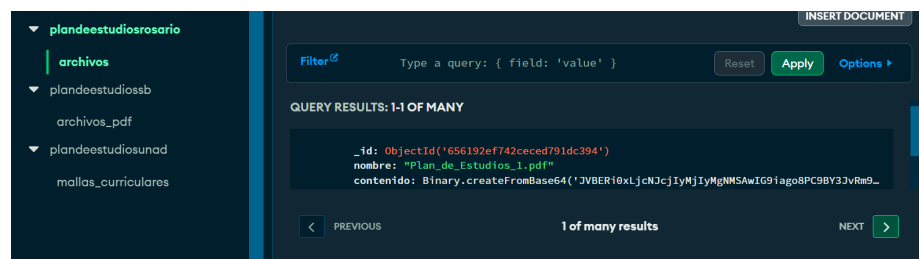 INSERT DOCUMENT
plandeestudiosrosario
archivos
plandeestudiossb
archivos_pdf
plandeestudiosunad
mallas_curriculares
Filter Type a query: { field: 'value' } Reset Apply Options
QUERY RESULTS: 1-1 OF MANY
_id: ObjectId('656192ef742ceced791dc394')
nombre: "Plan_de_Estudios_1.pdf"
contenido: Binary.createFromBase64('JVBERi0xLjcNJcjIyMjIyMgNMSAwIG9iago8PC9BY3JvRm9…
PREVIOUS 1 of many results NEXT